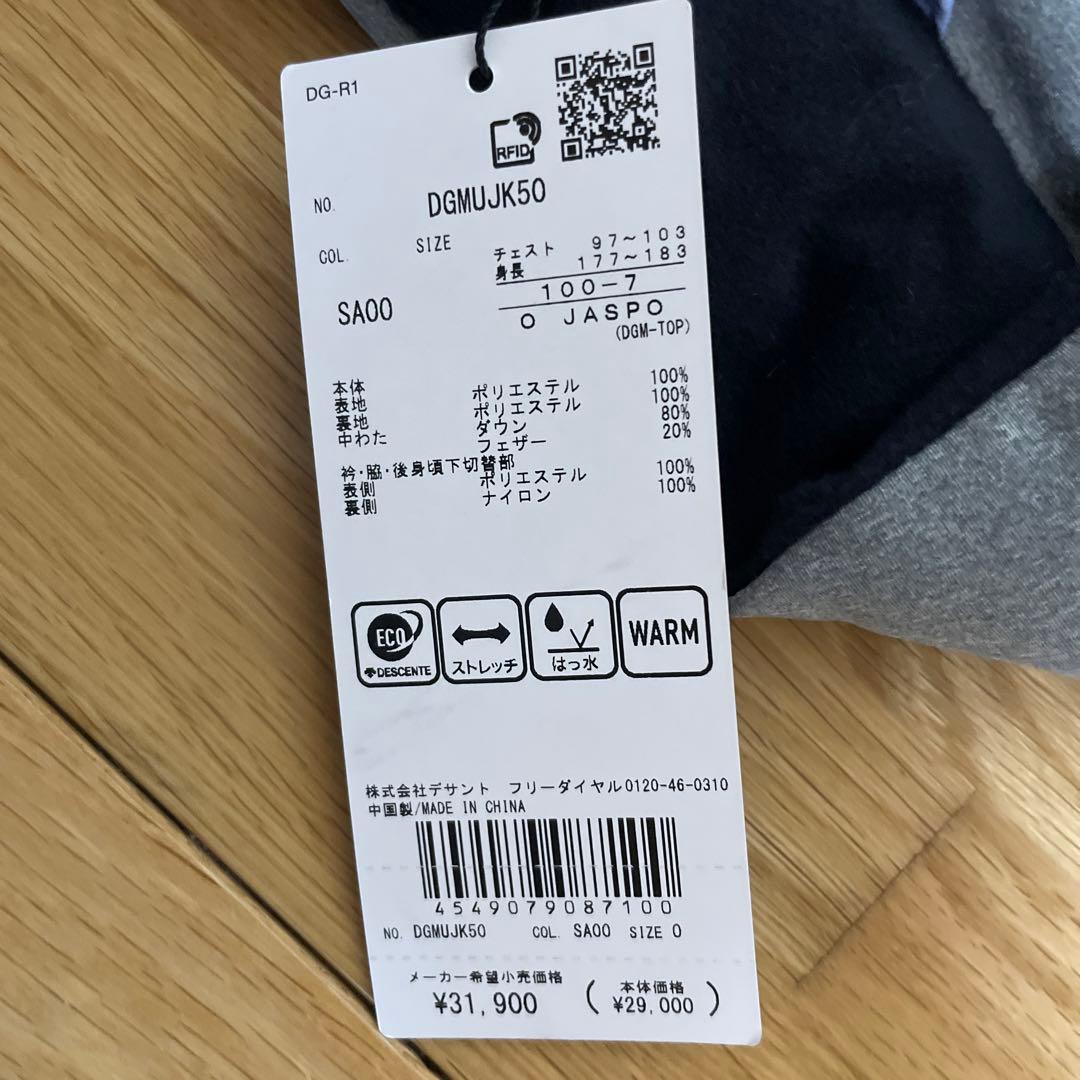 DG-R1
RFID
NO. DGMUJK50
COL. SIZE
チェスト 97~103
身長 177~183
100-7
SA00
O JASPO
(DGM-TOP)
本体
表地 ポリエステル 100%
裏地 ポリエステル 100%
中わた ダウン 80%
フェザー 20%
衿・脇・後身頃下切替部
表側 ポリエステル 100%
裏側 ナイロン 100%
ECO
DESCENTE
ストレッチ
はっ水
WARM
株式会社デサント フリーダイヤル0120-46-0310
中国製/MADE IN CHINA
4549079087100
NO. DGMUJK50 COL. SA00 SIZE O
メーカー希望小売価格
¥31,900
(本体価格
¥29,000)